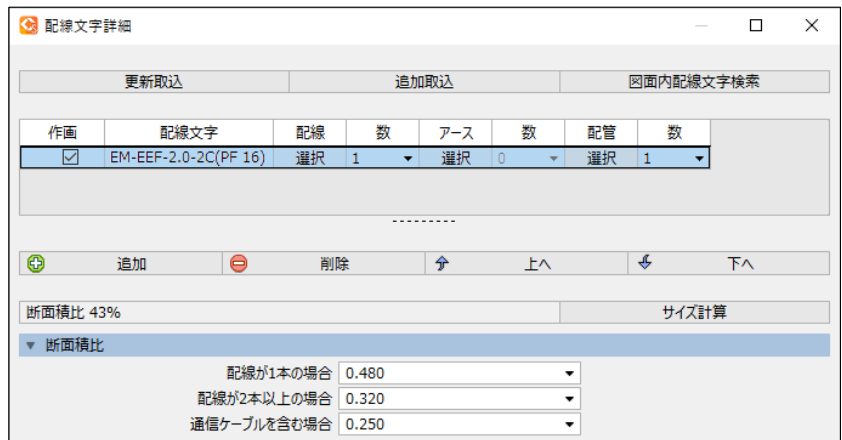 配線文字詳細
更新取込 追加取込 図面内配線文字検索
作画 配線文字 配線 数 アース 数 配管 数
EM-EEF-2.0-2C(PF 16) 選択 1 選択 0 選択 1
追加 削除 上へ 下へ
断面積比 43% サイズ計算
断面積比
配線が1本の場合 0.480
配線が2本以上の場合 0.320
通信ケーブルを含む場合 0.250